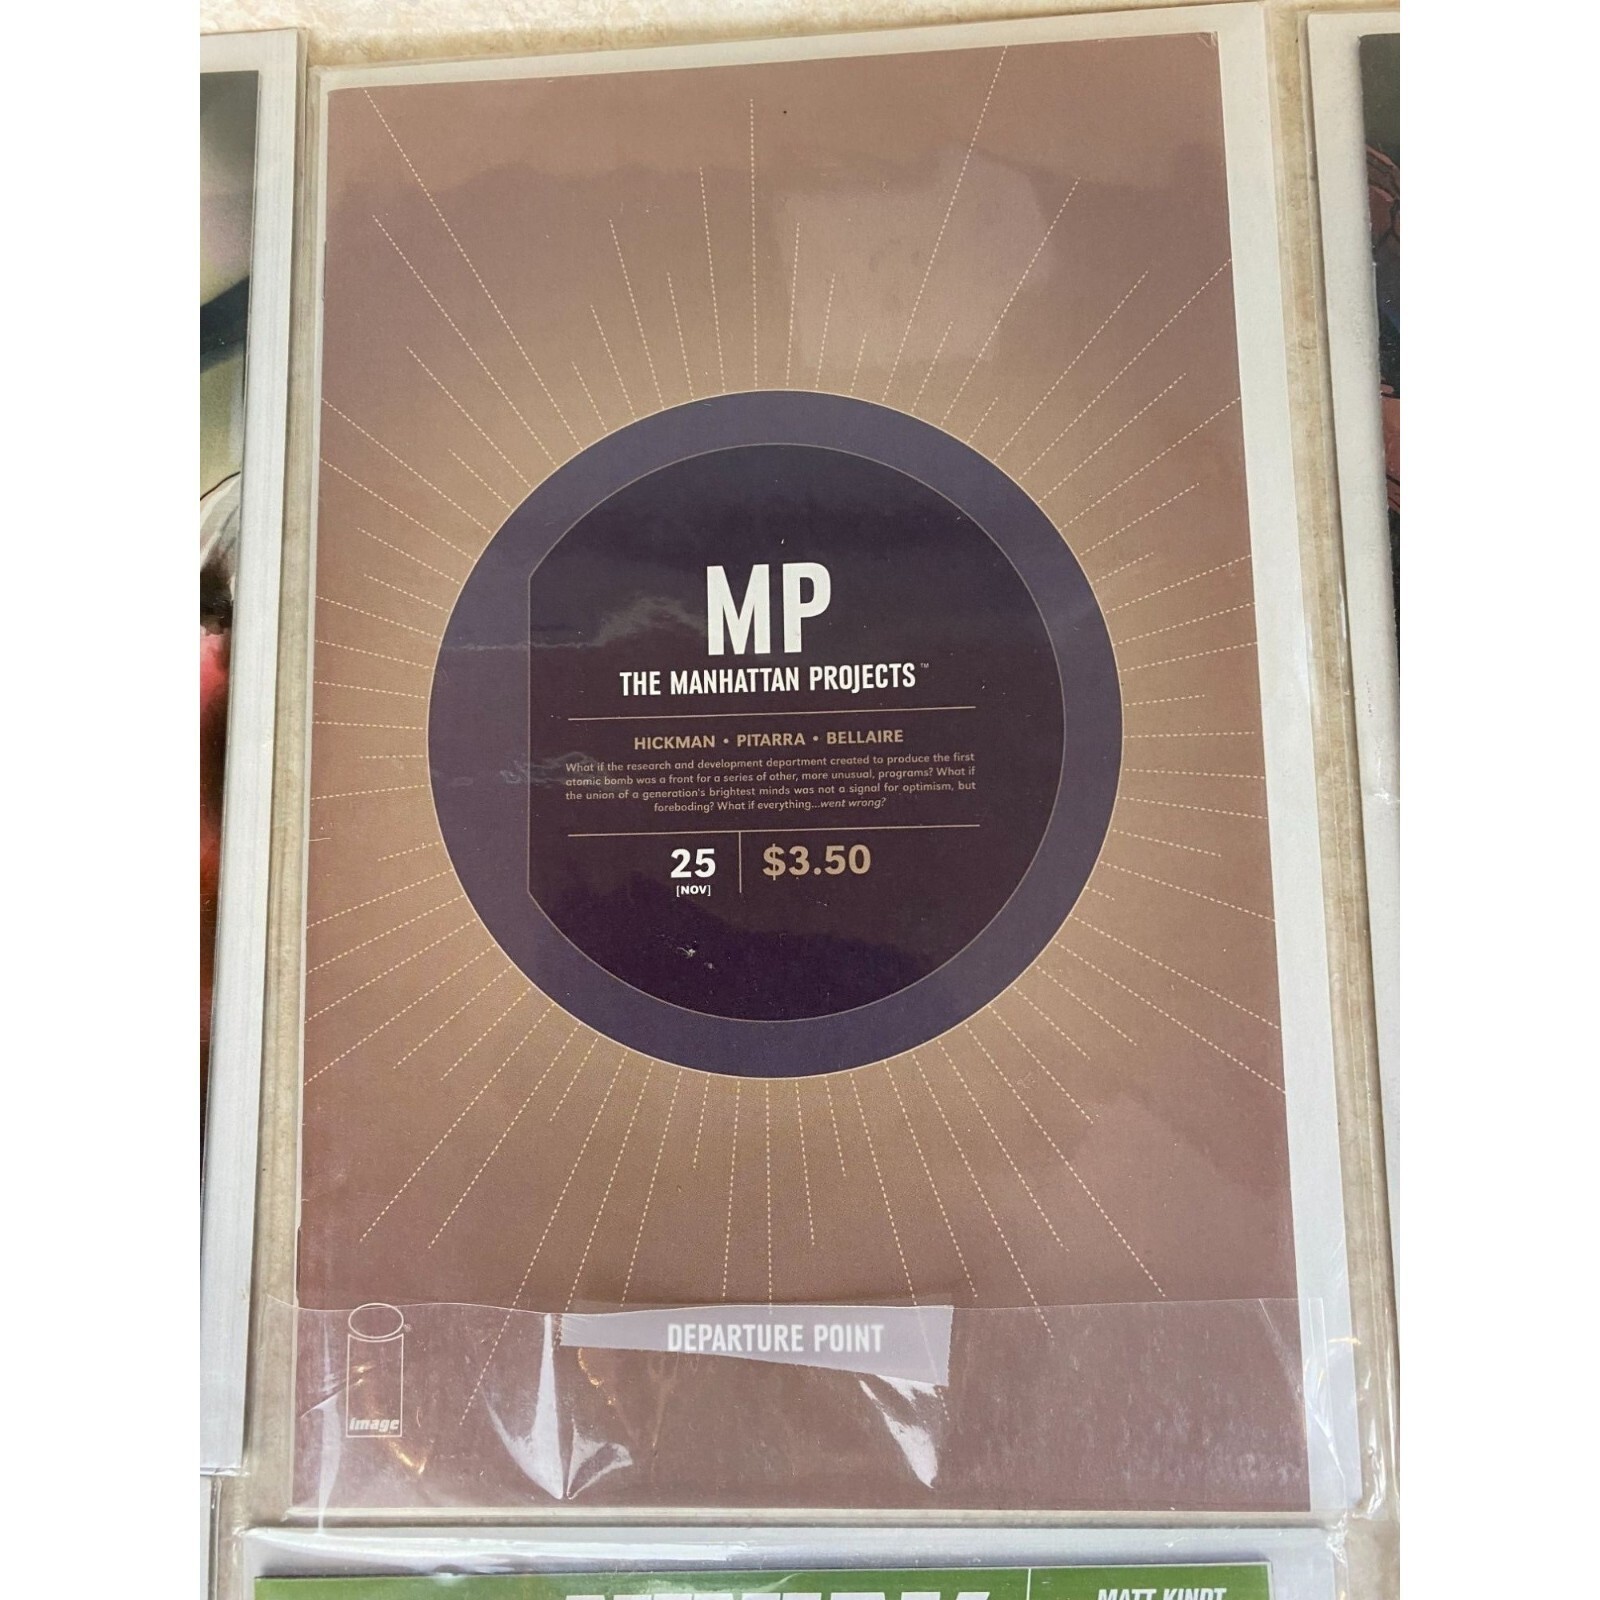 MP
THE MANHATTAN PROJECTS™
HICKMAN • PITARRA • BELLAIRE
What if the research and development department created to produce the first
atomic bomb was a front for a series of other, more unusual, programs? What if
the union of a generation's brightest minds was not a signal for optimism, but
foreboding? What if everything...went wrong?
25
[NOV]
$3.50
DEPARTURE POINT
image
MATT KINDT